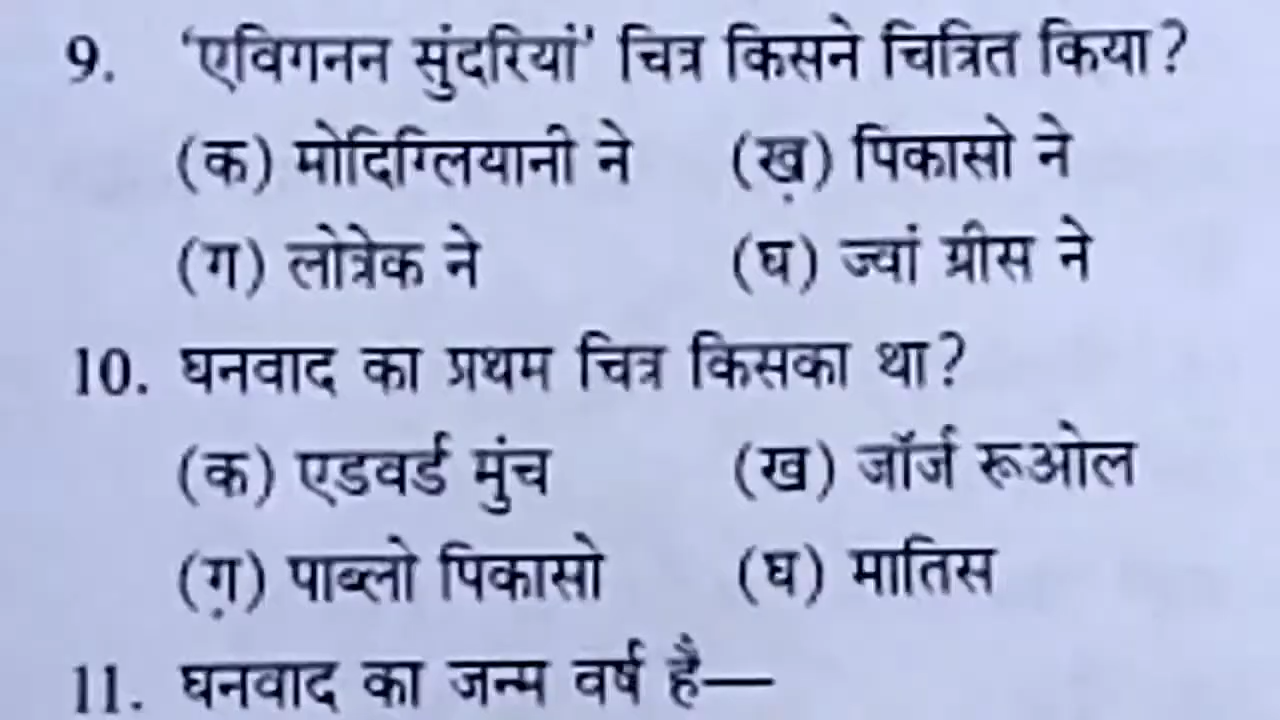 9. 'एविगनन सुंदरियां' चित्र किसने चित्रित किया?
(क) मोदिग्लियानी ने (ख़) पिकासो ने
(ग) लोत्रेक ने (घ) ज्वां ग्रीस ने
10. घनवाद का प्रथम चित्र किसका था?
(क) एडवर्ड मुंच (ख) जॉर्ज रूओल
(ग़) पाब्लो पिकासो (घ) मातिस
11. घनवाद का जन्म वर्ष है—